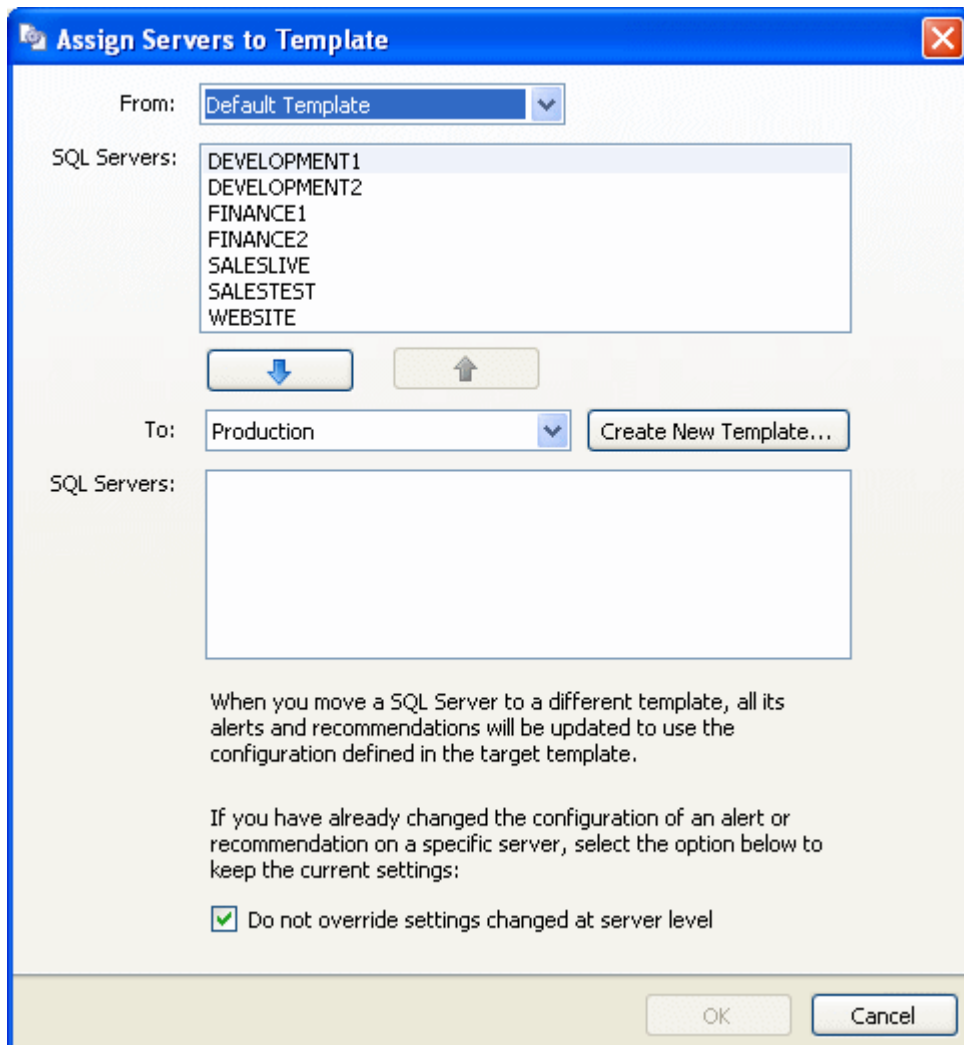 Assign Servers to Template
From: Default Template
SQL Servers: DEVELOPMENT1
DEVELOPMENT2
FINANCE1
FINANCE2
SALESLIVE
SALESTEST
WEBSITE
To: Production Create New Template...
SQL Servers:
When you move a SQL Server to a different template, all its
alerts and recommendations will be updated to use the
configuration defined in the target template.
If you have already changed the configuration of an alert or
recommendation on a specific server, select the option below to
keep the current settings:
Do not override settings changed at server level
OK Cancel